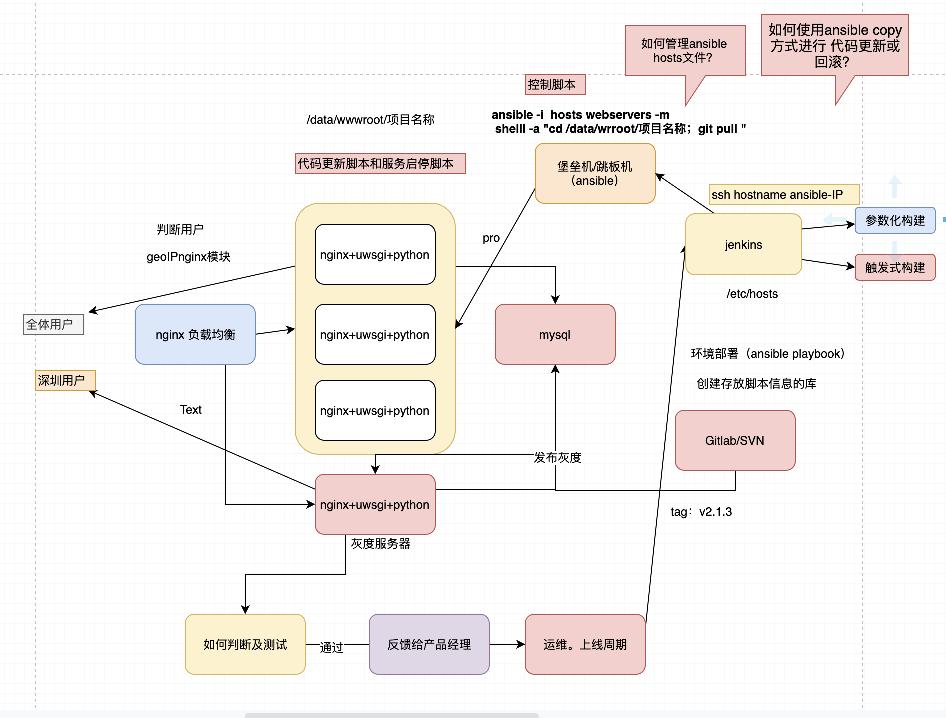 如何管理ansible
hosts文件?
如何使用ansible copy
方式进行 代码更新或
回滚?
控制脚本
/data/wwwroot/项目名称
ansible -i hosts webservers -m
shell -a "cd /data/wrroot/项目名称；git pull "
代码更新脚本和服务启停脚本
堡垒机/跳板机
（ansible）
ssh hostname ansible-IP
判断用户
geoIPnginx模块
nginx+uwsgi+python
pro
jenkins
参数化构建
触发式构建
/etc/hosts
全体用户
nginx 负载均衡
nginx+uwsgi+python
mysql
环境部署（ansible playbook）
深圳用户
创建存放脚本信息的库
Text
nginx+uwsgi+python
Gitlab/SVN
发布灰度
nginx+uwsgi+python
tag：v2.1.3
灰度服务器
如何判断及测试
通过
反馈给产品经理
运维。上线周期